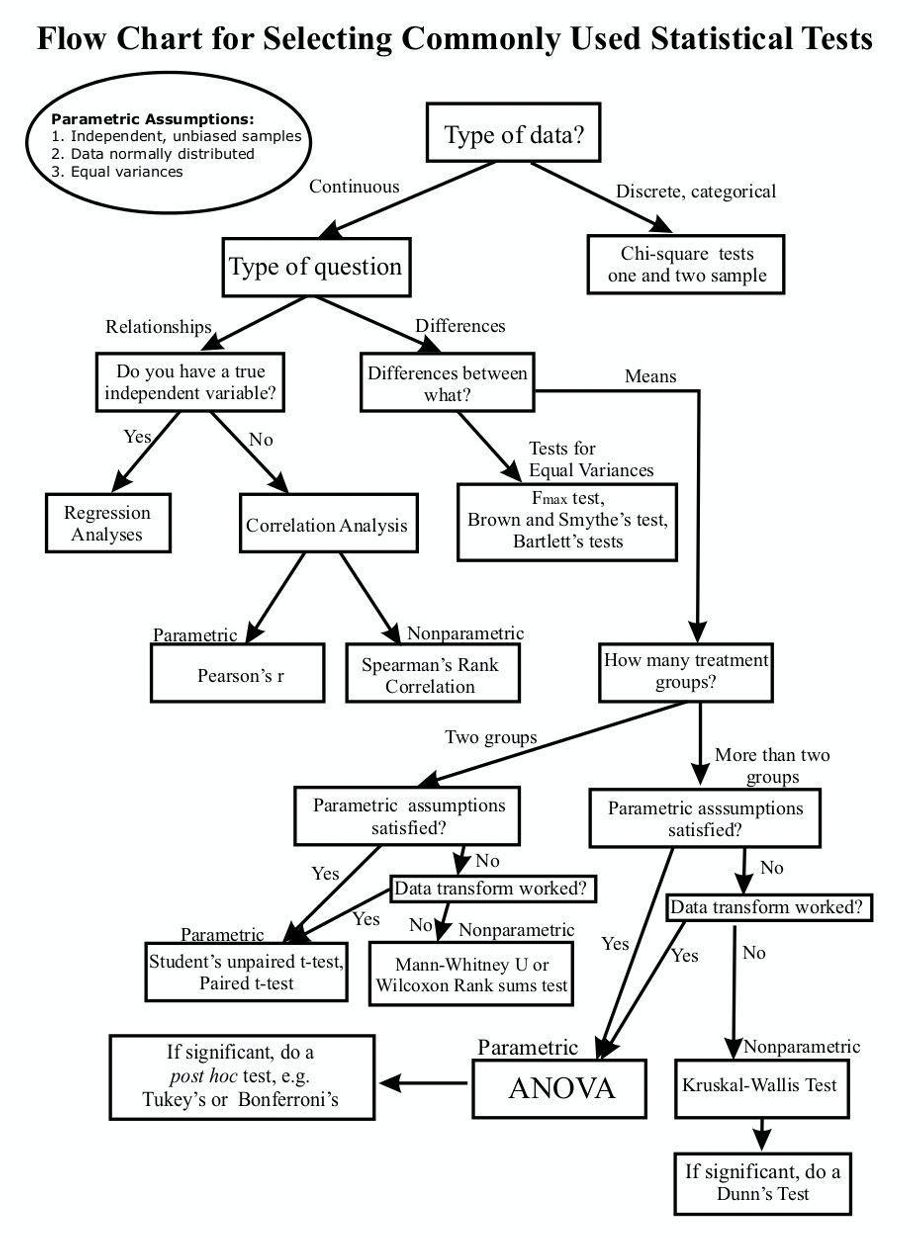 Flow Chart for Selecting Commonly Used Statistical Tests
Parametric Assumptions:
1. Independent, unbiased samples
2. Data normally distributed
3. Equal variances
Type of data?
Continuous
Discrete, categorical
Type of question
Chi-square tests
one and two sample
Relationships
Differences
Do you have a true
independent variable?
Differences between
what?
Means
Yes
No
Tests for
Equal Variances
Regression
Analyses
Correlation Analysis
Fmax test,
Brown and Smythe's test,
Bartlett's tests
Parametric
Nonparametric
Pearson's r
Spearman's Rank
Correlation
How many treatment
groups?
Two groups
More than two
groups
Parametric assumptions
satisfied?
Parametric asssumptions
satisfied?
Yes
No
No
Data transform worked?
Data transform worked?
Yes
No
Parametric
Nonparametric
Yes
Yes
No
Student's unpaired t-test,
Paired t-test
Mann-Whitney U or
Wilcoxon Rank sums test
If significant, do a
post hoc test, e.g.
Tukey's or Bonferroni's
Parametric
ANOVA
Nonparametric
Kruskal-Wallis Test
If significant, do a
Dunn's Test